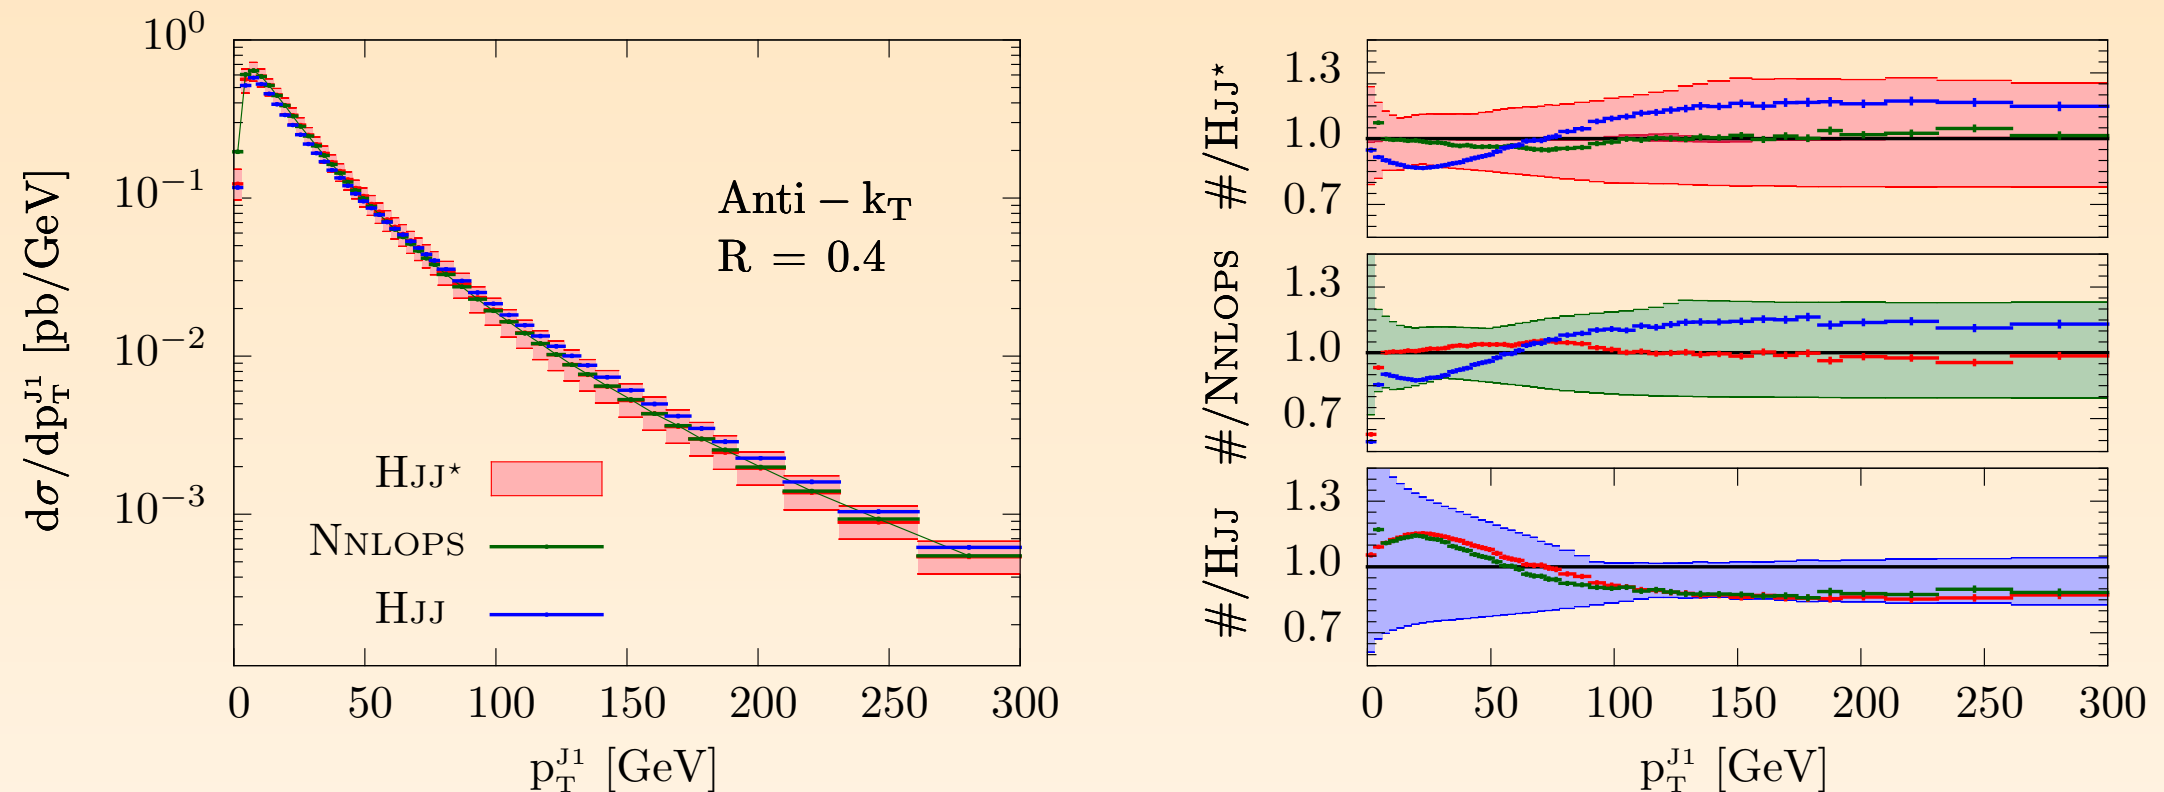 10⁰
10⁻¹
10⁻²
10⁻³
dσ/dp_T^{J1} [pb/GeV]
Anti − k_T
R = 0.4
HJJ⋆
NNLOPS
HJJ
0 50 100 150 200 250 300
p_T^{J1} [GeV]
#/HJJ⋆
1.3
1.0
0.7
#/NNLOPS
1.3
1.0
0.7
#/HJJ
1.3
1.0
0.7
0 50 100 150 200 250 300
p_T^{J1} [GeV]